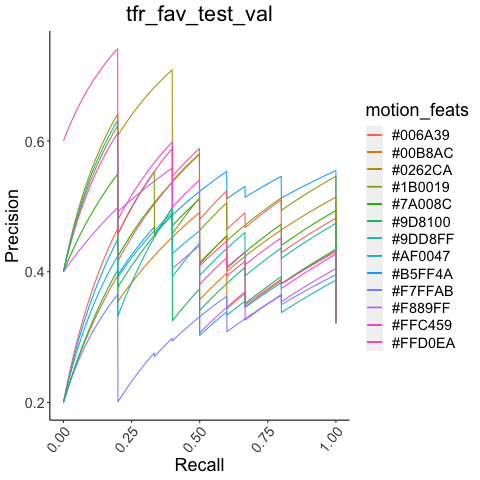 tfr_fav_test_val
Precision
0.6
0.4
0.2
0.00
0.25
0.50
0.75
1.00
Recall
motion_feats
#006A39
#00B8AC
#0262CA
#1B0019
#7A008C
#9D8100
#9DD8FF
#AF0047
#B5FF4A
#F7FFAB
#F889FF
#FFC459
#FFD0EA